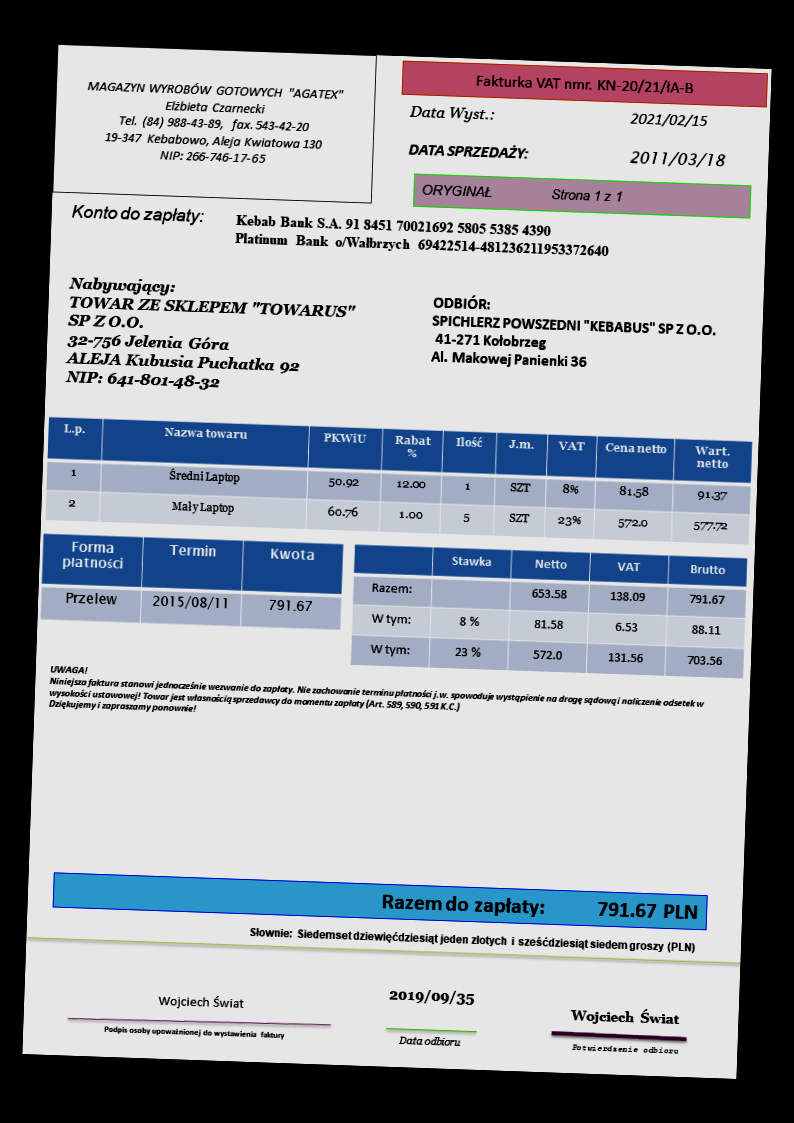 MAGAZYN WYROBÓW GOTOWYCH "AGATEX"
Elżbieta Czarnecki
Tel. (84) 988-43-89, fax. 543-42-20
19-347 Kebabowo, Aleja Kwiatowa 130
NIP: 266-746-17-65
Fakturka VAT nmr. KN-20/21/łA-B
Data Wyst.: 2021/02/15
DATA SPRZEDAŻY: 2011/03/18
ORYGINAŁ Strona 1 z 1
Konto do zapłaty: Kebab Bank S.A. 91 8451 70021692 5805 5385 4390
Platinum Bank o/Wałbrzych 69422514-481236211953372640
Nabywający:
TOWAR ZE SKLEPEM "TOWARUS"
SP Z O.O.
32-756 Jelenia Góra
ALEJA Kubusia Puchatka 92
NIP: 641-801-48-32
ODBIÓR:
SPICHLERZ POWSZEDNI "KEBABUS" SP Z O.O.
41-271 Kołobrzeg
Al. Makowej Panienki 36
L.p. Nazwa towaru PKWiU Rabat % Ilość J.m. VAT Cena netto Wart. netto
1 Średni Laptop 50.92 12.00 1 SZT 8% 81.58 91.37
2 Mały Laptop 60.76 1.00 5 SZT 23% 572.0 577.72
Forma płatności Termin Kwota
Przelew 2015/08/11 791.67
Stawka Netto VAT Brutto
Razem: 653.58 138.09 791.67
W tym: 8 % 81.58 6.53 88.11
W tym: 23 % 572.0 131.56 703.56
UWAGA!
Niniejsza faktura stanowi jednocześnie wezwanie do zapłaty. Nie zachowanie terminu płatności j.w. spowoduje wystąpienie na drogę sądową i naliczenie odsetek w
wysokości ustawowej! Towar jest własnością sprzedawcy do momentu zapłaty (Art. 589, 590, 591 K.C.)
Dziękujemy i zapraszamy ponownie!
Razem do zapłaty: 791.67 PLN
Słownie: Siedemset dziewięćdziesiąt jeden złotych i sześćdziesiąt siedem groszy (PLN)
Wojciech Świat
Podpis osoby upoważnionej do wystawienia faktury
2019/09/35
Data odbioru
Wojciech Świat
Potwierdzenie odbioru